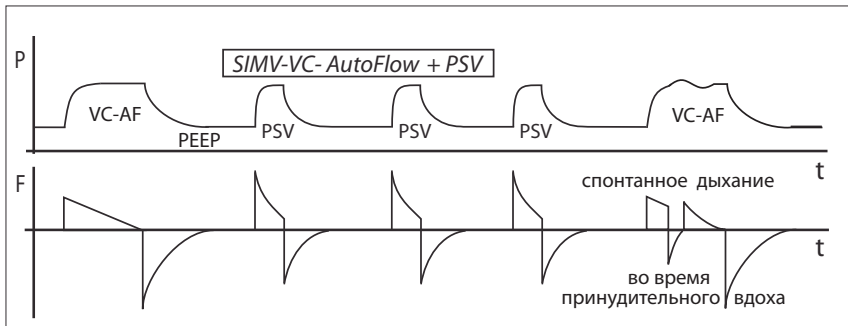 P
SIMV-VC- AutoFlow + PSV
VC-AF
PEEP
PSV
PSV
PSV
VC-AF
t
F
спонтанное дыхание
t
во время
принудительного вдоха